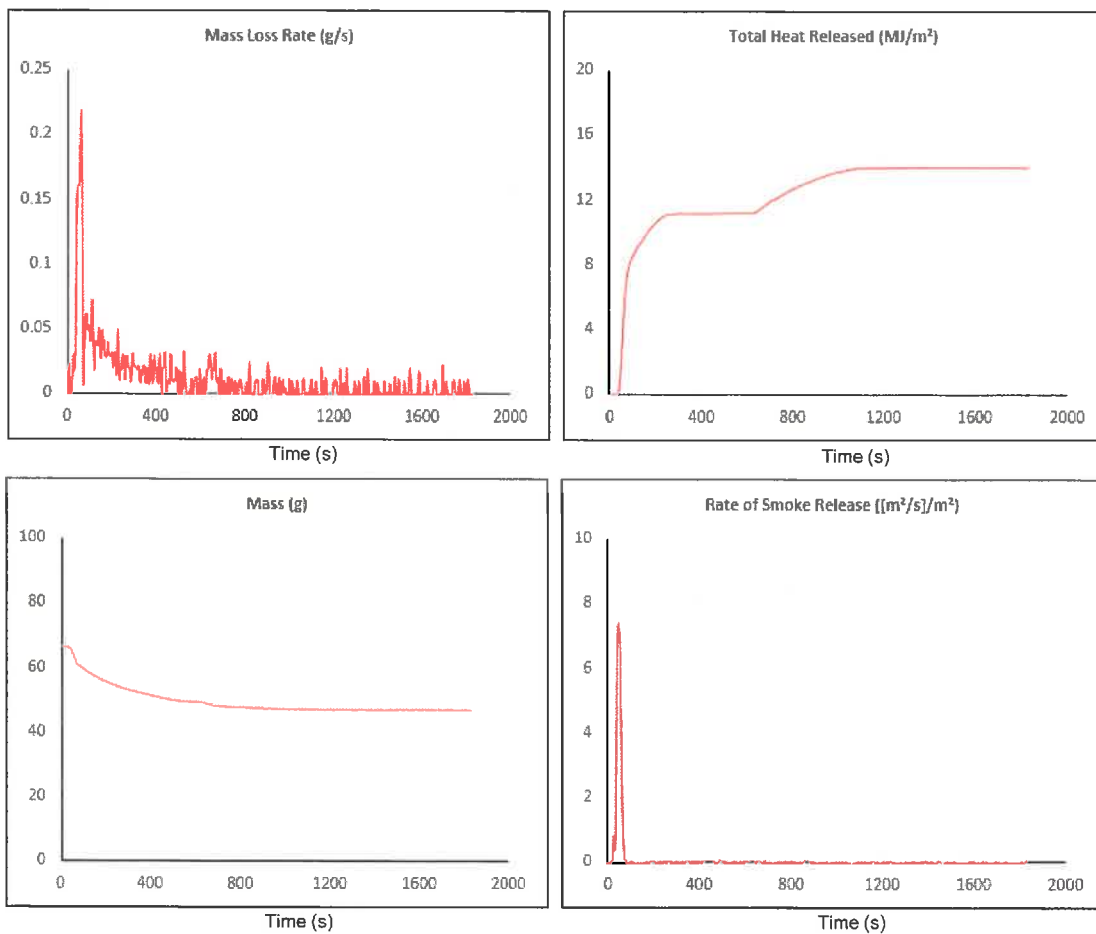 Mass Loss Rate (g/s)
0.25
0.2
0.15
0.1
0.05
0
0 400 800 1200 1600 2000
Time (s)
Total Heat Released (MJ/m²)
20
16
12
8
4
0
0 400 800 1200 1600 2000
Time (s)
Mass (g)
100
80
60
40
20
0
0 400 800 1200 1600 2000
Time (s)
Rate of Smoke Release ([m²/s]/m²)
10
8
6
4
2
0
0 400 800 1200 1600 2000
Time (s)